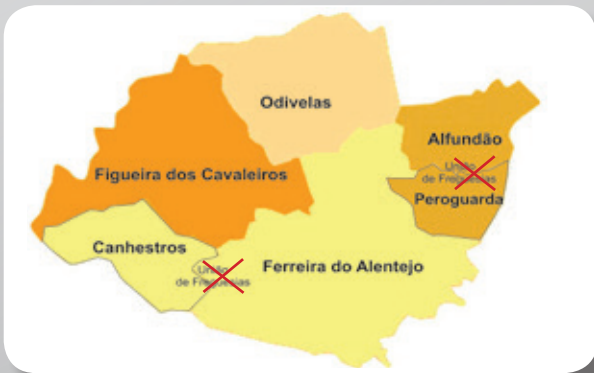 Odivelas
Alfundão
União
de Freguesias
Peroguarda
Figueira dos Cavaleiros
Canhestros
União
de Freguesias
Ferreira do Alentejo